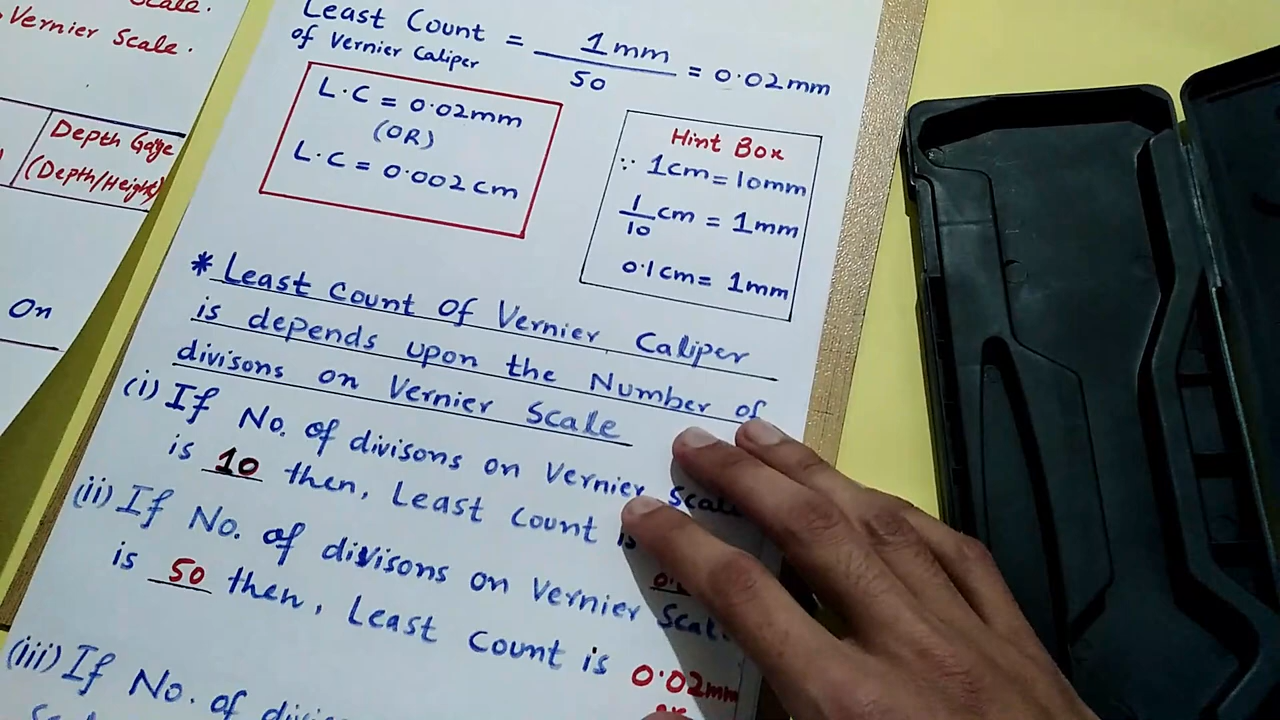 Scale.
Vernier Scale.
Depth Gage
(Depth/Height)
On
Least Count = 1mm = 0.02mm
of Vernier Caliper
50
L.C = 0.02mm
(OR)
L.C = 0.002 cm
Hint Box
∵ 1cm = 10mm
1/10 cm = 1mm
0.1cm = 1mm
* Least Count Of Vernier Caliper
is depends upon the Number of
divisons on Vernier Scale
(i) If No. of divisons on Vernier
is 10 then, Least Count is
(ii) If No. of divisons on Vernier
is 50 then, Least Count is 0.02mm
(iii) If No. of